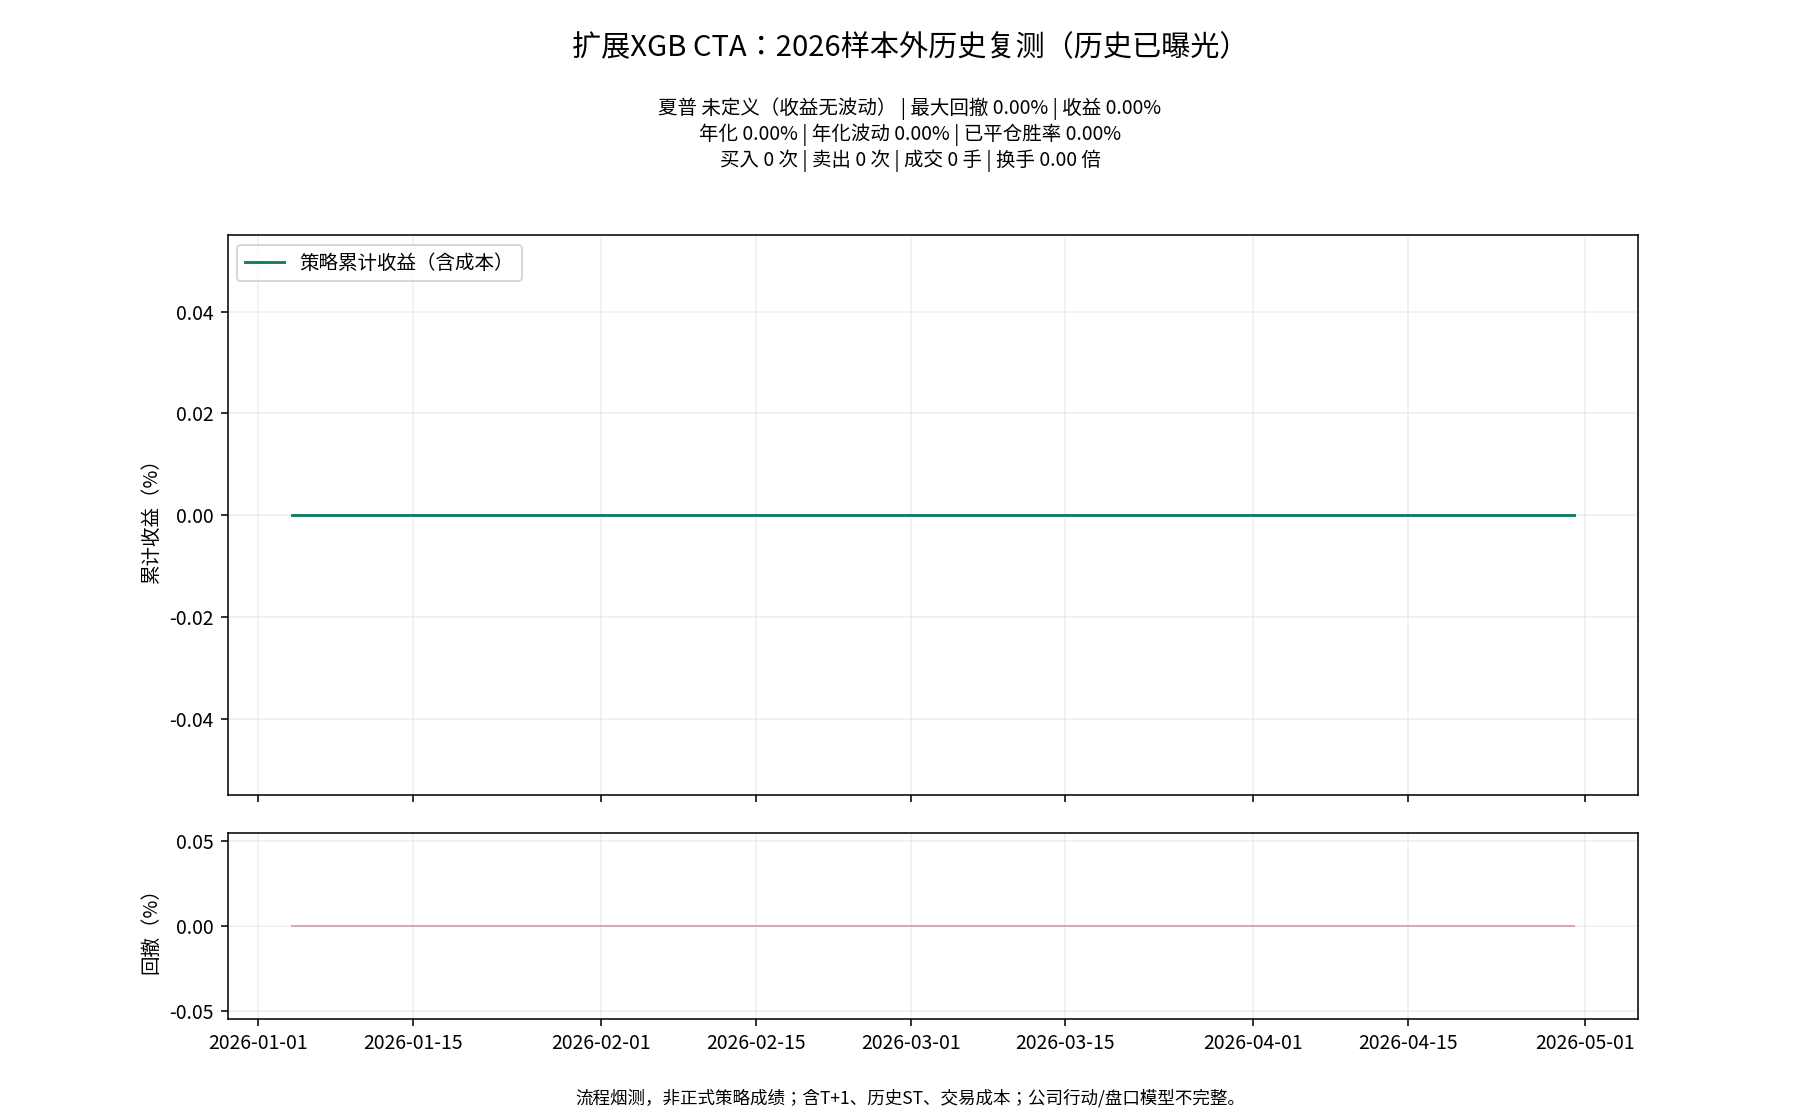 扩展XGB CTA：2026样本外历史复测（历史已曝光）
夏普 未定义（收益无波动） | 最大回撤 0.00% | 收益 0.00%
年化 0.00% | 年化波动 0.00% | 已平仓胜率 0.00%
买入 0 次 | 卖出 0 次 | 成交 0 手 | 换手 0.00 倍
策略累计收益（含成本）
累计收益（%）
0.04
0.02
0.00
-0.02
-0.04
回撤（%）
0.05
0.00
-0.05
2026-01-01 2026-01-15 2026-02-01 2026-02-15 2026-03-01 2026-03-15 2026-04-01 2026-04-15 2026-05-01
流程烟测，非正式策略成绩；含T+1、历史ST、交易成本；公司行动/盘口模型不完整。